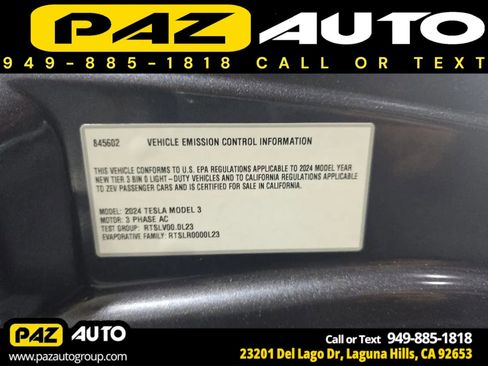 PAZ AUTO
949-885-1818 CALL OR TEXT
845602 VEHICLE EMISSION CONTROL INFORMATION
THIS VEHICLE CONFORMS TO U.S. EPA REGULATIONS APPLICABLE TO 2024 MODEL YEAR
NEW TIER 3 BIN 0 LIGHT - DUTY VEHICLES AND TO CALIFORNIA REGULATIONS APPLICABLE
TO ZEV PASSENGER CARS AND IS CERTIFIED FOR SALE IN CALIFORNIA.
MODEL: 2024 TESLA MODEL 3
MOTOR: 3 PHASE AC
TEST GROUP: RTSLV00.0L23
EVAPORATIVE FAMILY: RTSLR0000L23
PAZ AUTO
www.pazautogroup.com
Call or Text 949-885-1818
23201 Del Lago Dr, Laguna Hills, CA 92653